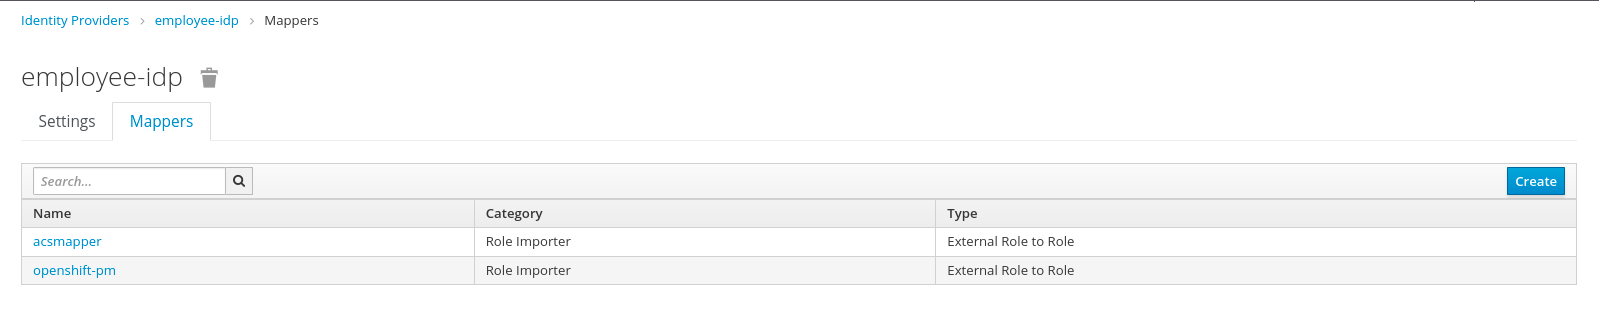 Identity Providers > employee-idp > Mappers
employee-idp
Settings Mappers
Search... Create
Name Category Type
acsmapper Role Importer External Role to Role
openshift-pm Role Importer External Role to Role